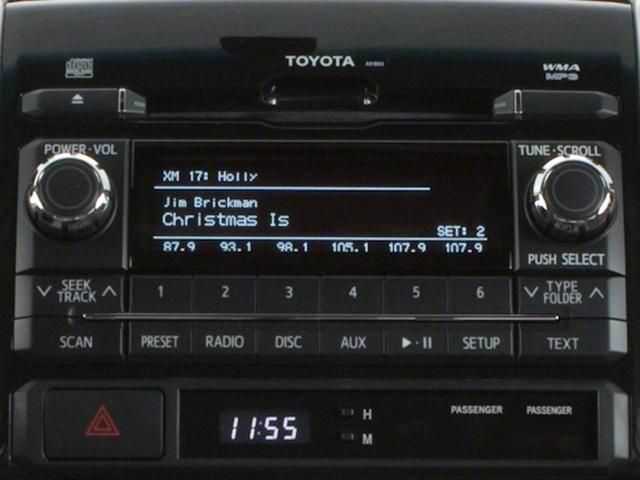 TOYOTA
WMA
MP3
POWER·VOL
TUNE·SCROLL
XM 17: Holly
Jim Brickman
Christmas Is
SET: 2
87.9 93.1 98.1 105.1 107.9 107.9
PUSH SELECT
SEEK TRACK
1 2 3 4 5 6
TYPE FOLDER
SCAN PRESET RADIO DISC AUX SETUP TEXT
11:55
H
M
PASSENGER PASSENGER